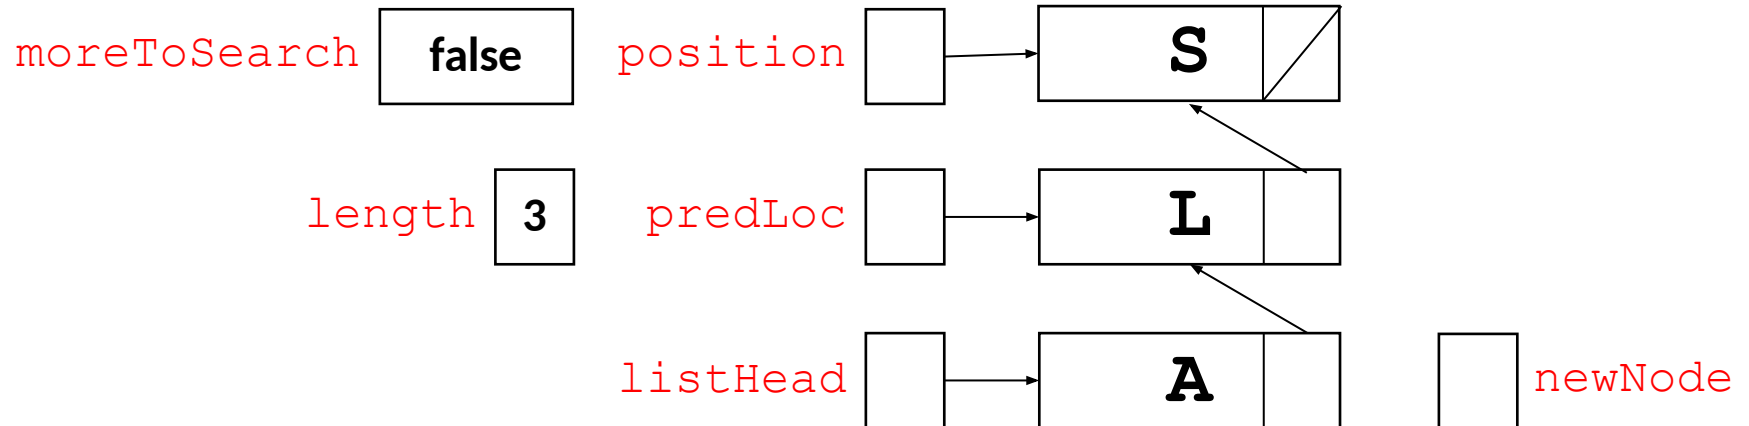 moreToSearch false position S
length 3 predLoc L
listHead A newNode